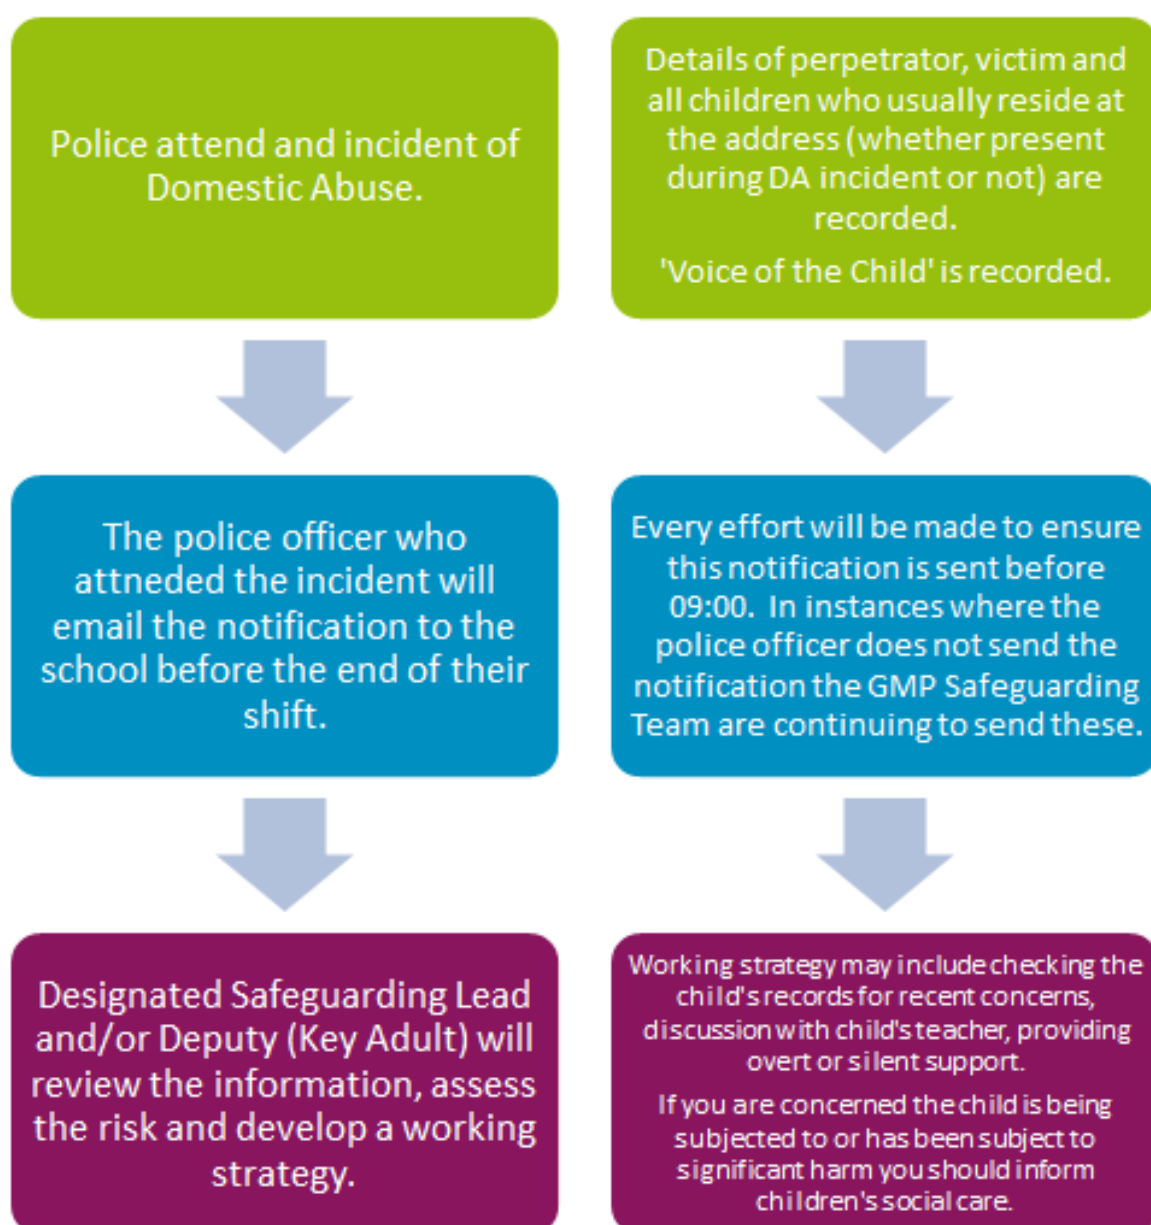 Police attend and incident of
Domestic Abuse.
Details of perpetrator, victim and
all children who usually reside at
the address (whether present
during DA incident or not) are
recorded.
'Voice of the Child' is recorded.
The police officer who
attneded the incident will
email the notification to the
school before the end of their
shift.
Every effort will be made to ensure
this notification is sent before
09:00. In instances where the
police officer does not send the
notification the GMP Safeguarding
Team are continuing to send these.
Designated Safeguarding Lead
and/or Deputy (Key Adult) will
review the information, assess
the risk and develop a working
strategy.
Working strategy may include checking the
child's records for recent concerns,
discussion with child's teacher, providing
overt or silent support.
If you are concerned the child is being
subjected to or has been subject to
significant harm you should inform
children's social care.